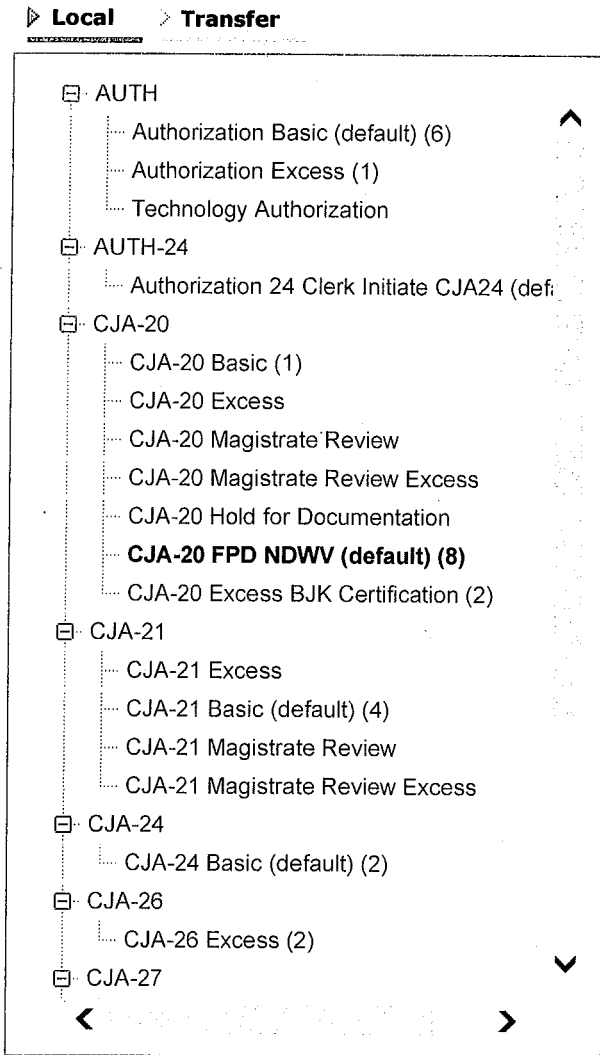 Local Transfer
AUTH
Authorization Basic (default) (6)
Authorization Excess (1)
Technology Authorization
AUTH-24
Authorization 24 Clerk Initiate CJA24 (def
CJA-20
CJA-20 Basic (1)
CJA-20 Excess
CJA-20 Magistrate Review
CJA-20 Magistrate Review Excess
CJA-20 Hold for Documentation
CJA-20 FPD NDWV (default) (8)
CJA-20 Excess BJK Certification (2)
CJA-21
CJA-21 Excess
CJA-21 Basic (default) (4)
CJA-21 Magistrate Review
CJA-21 Magistrate Review Excess
CJA-24
CJA-24 Basic (default) (2)
CJA-26
CJA-26 Excess (2)
CJA-27